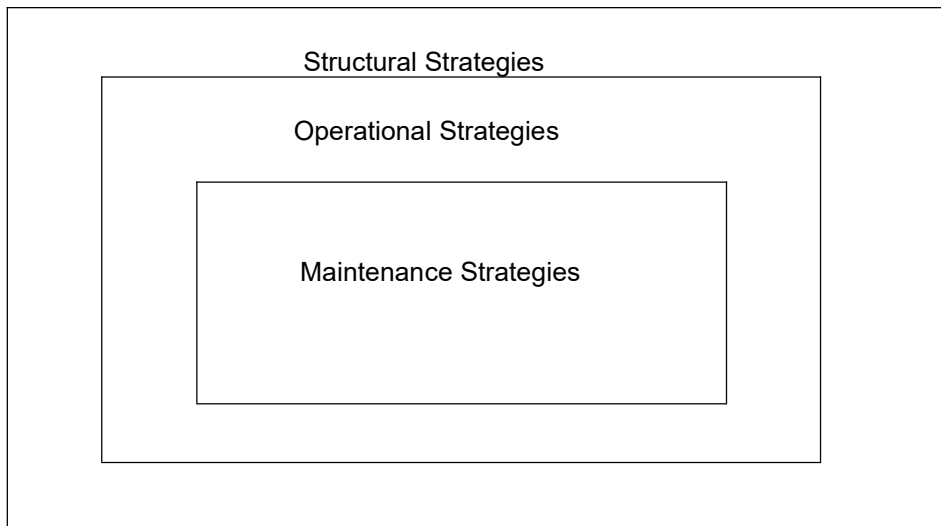 Structural Strategies
Operational Strategies
Maintenance Strategies